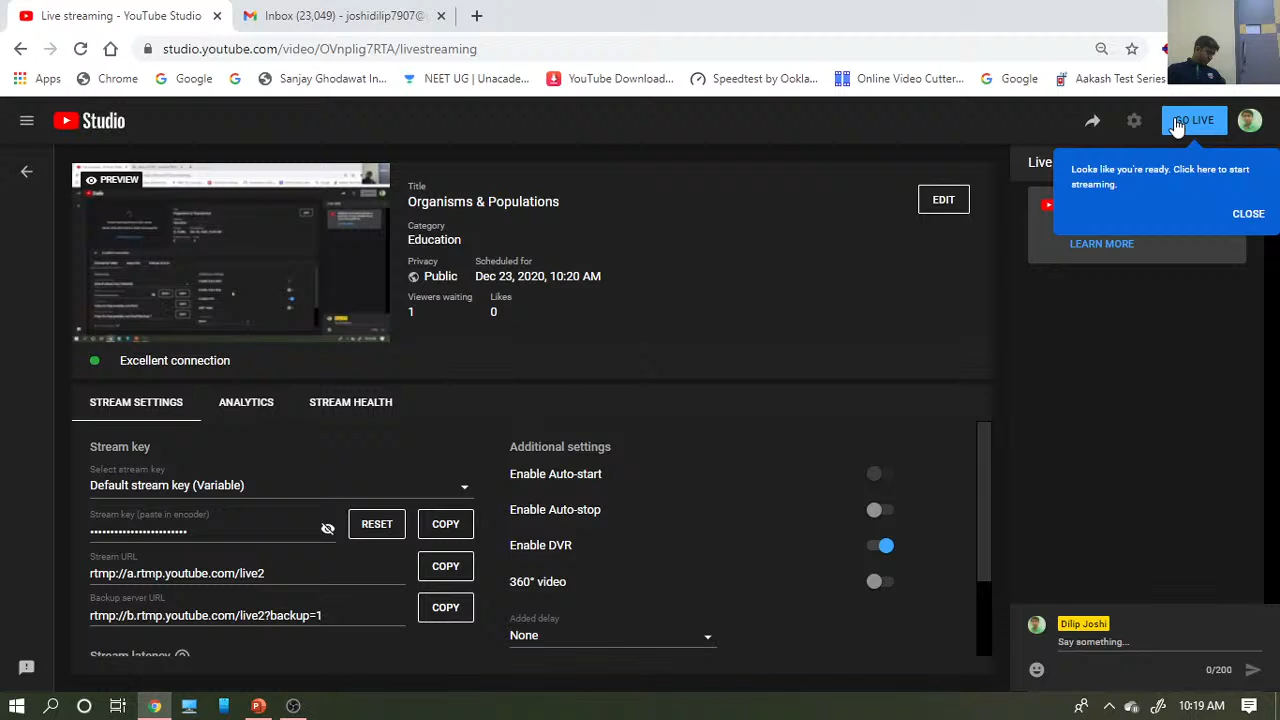 Live streaming - YouTube Studio
Inbox (23,049) - joshidilip7907@
studio.youtube.com/video/OVnplig7RTA/livestreaming
Apps
Chrome
Google
Sanjay Ghodawat In...
NEET UG | Unacade...
YouTube Download...
Speedtest by Ookla...
Online Video Cutter...
Google
Aakash Test Series
Studio
GO LIVE
PREVIEW
Title
Organisms & Populations
EDIT
Category
Education
Privacy
Public
Scheduled for
Dec 23, 2020, 10:20 AM
Viewers waiting
1
Likes
0
Excellent connection
Live
Looks like you're ready. Click here to start
streaming.
CLOSE
LEARN MORE
STREAM SETTINGS
ANALYTICS
STREAM HEALTH
Stream key
Select stream key
Default stream key (Variable)
Stream key (paste in encoder)
RESET
COPY
Stream URL
rtmp://a.rtmp.youtube.com/live2
COPY
Backup server URL
rtmp://b.rtmp.youtube.com/live2?backup=1
COPY
Stream latency
Additional settings
Enable Auto-start
Enable Auto-stop
Enable DVR
360° video
Added delay
None
Dilip Joshi
Say something...
0/200
10:19 AM